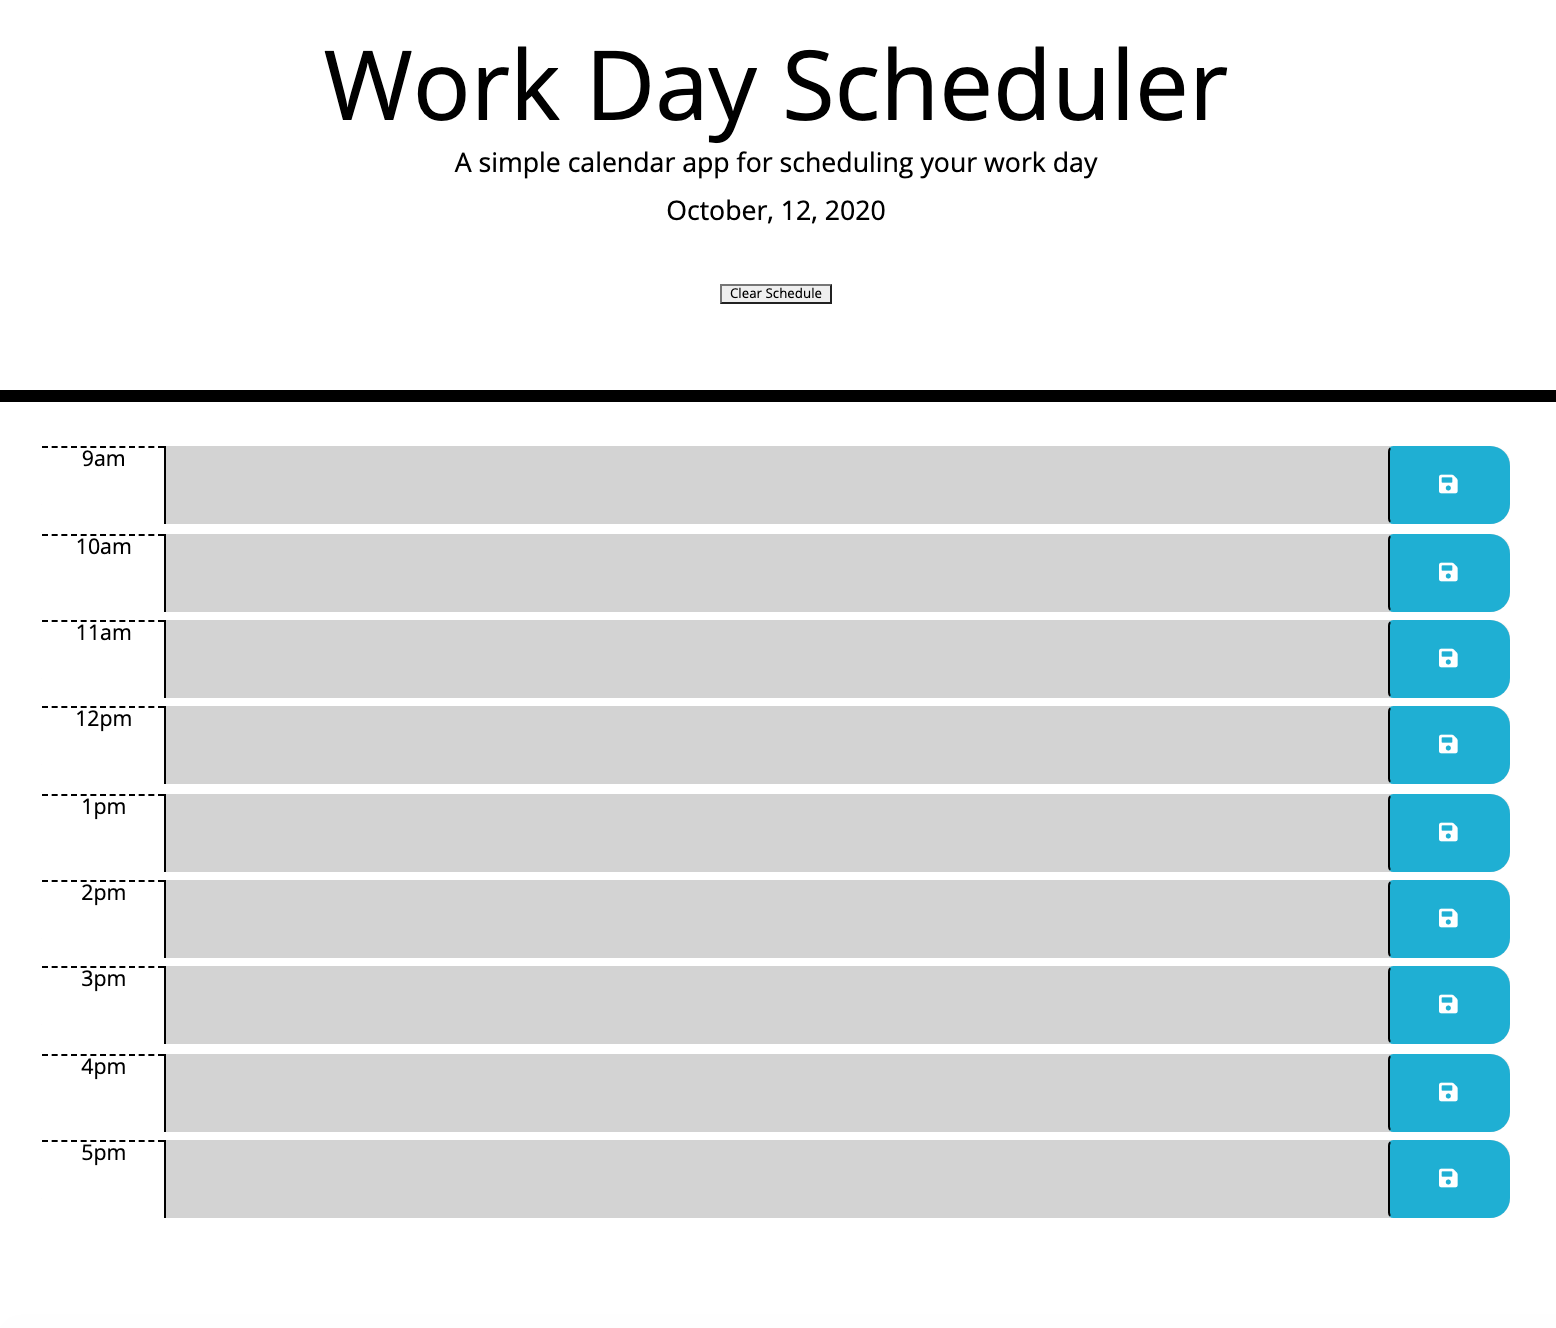 Work Day Scheduler
A simple calendar app for scheduling your work day
October, 12, 2020
Clear Schedule
9am
10am
11am
12pm
1pm
2pm
3pm
4pm
5pm